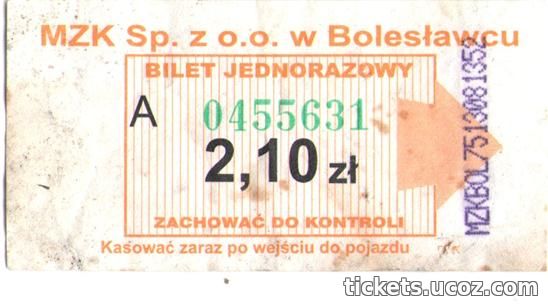 MZK Sp. z o.o. w Bolesławcu
BILET JEDNORAZOWY
A
0455631
2,10 zł
ZACHOWAĆ DO KONTROLI
Kasować zaraz po wejściu do pojazdu
MZKBOL7513081352
tickets.ucoz.com